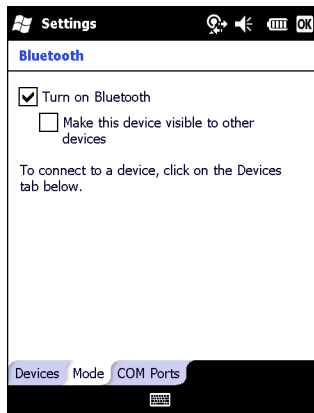 Settings
OK
Bluetooth
Turn on Bluetooth
Make this device visible to other
devices
To connect to a device, click on the Devices
tab below.
Devices Mode COM Ports